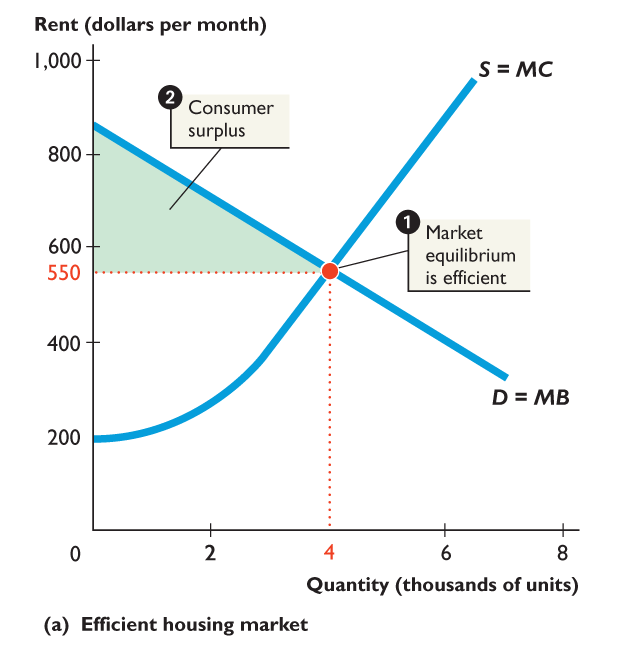 Rent (dollars per month)
1,000
S = MC
2 Consumer
surplus
800
1 Market
equilibrium
is efficient
600
550
400
D = MB
200
0
2
4
6
8
Quantity (thousands of units)
(a) Efficient housing market